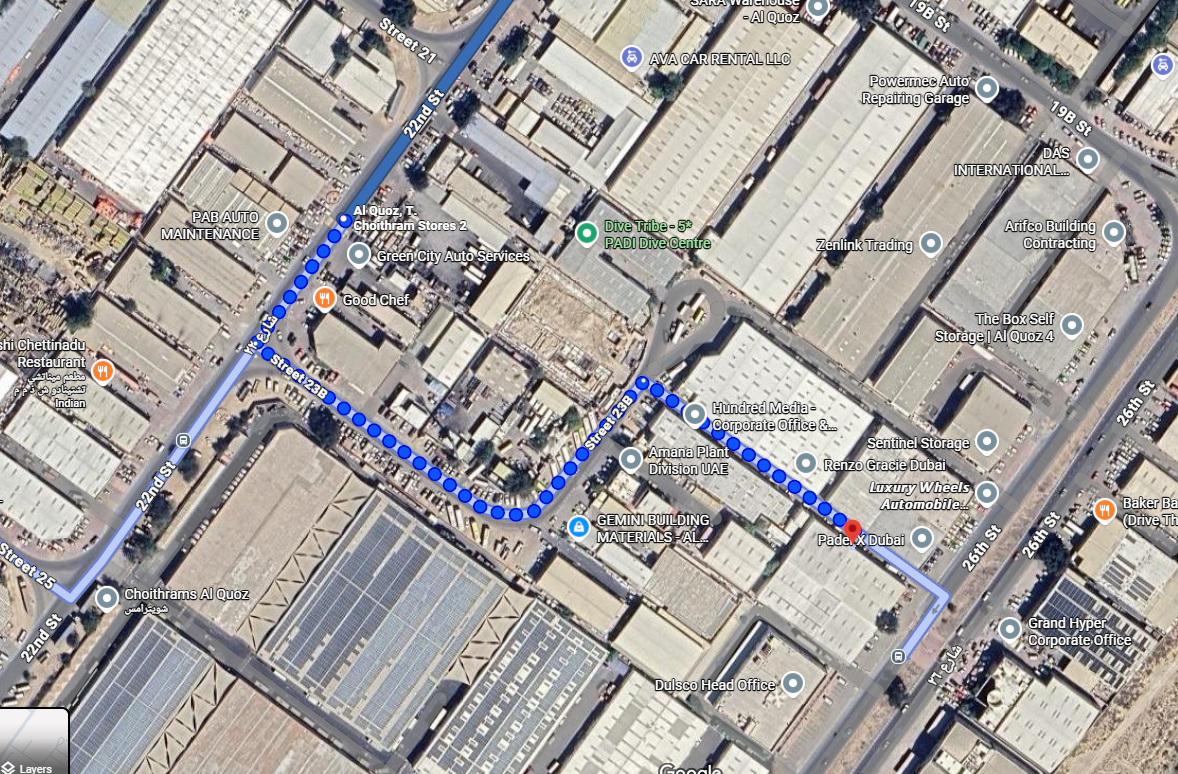 SARA Warehouse
- Al Quoz
19B St
Street 21
AVA CAR RENTAL LLC
Powermec Auto
Repairing Garage
22nd St
19B St
DAS
INTERNATIONAL...
PAB AUTO
MAINTENANCE
Al Quoz, T.
Choithram Stores 2
Green City Auto Services
Dive Tribe - 5*
PADI Dive Centre
Zenlink Trading
Arifco Building
Contracting
Good Chef
The Box Self
Storage | Al Quoz 4
شارع ٢٢
shi Chettinadu
Restaurant
Indian
Street 23B
Street 23B
26th St
Hundred Media -
Corporate Office &...
Sentinel Storage
Amana Plant
Division UAE
Renzo Gracie Dubai
Luxury Wheels
Automobile...
22nd St
Baker Ba
(Drive Th
GEMINI BUILDING
MATERIALS - AL...
Padel X Dubai
26th St
26th St
Street 25
Choithrams Al Quoz
شويترامس
Grand Hyper
Corporate Office
22nd St
شارع ٢٦
Dulsco Head Office
Layers
Google